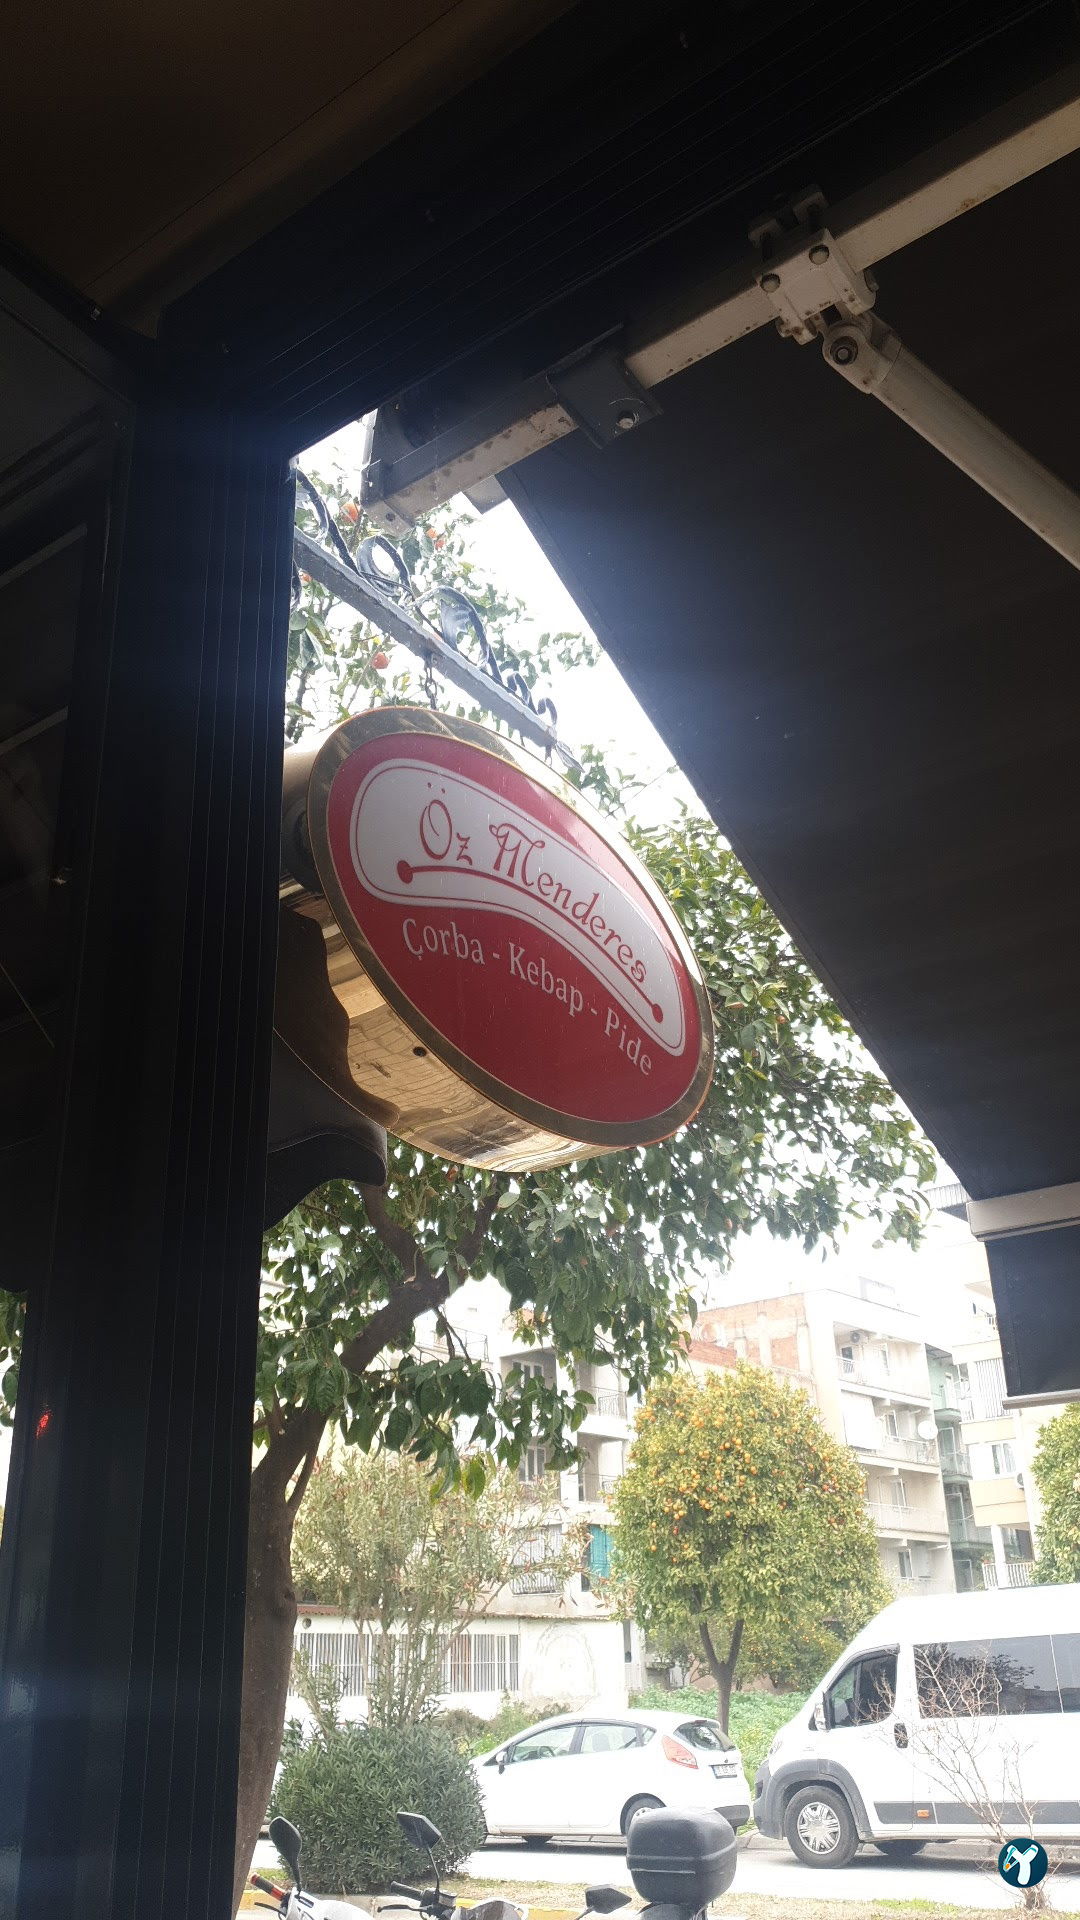 Öz Menderes
Çorba - Kebap - Pide